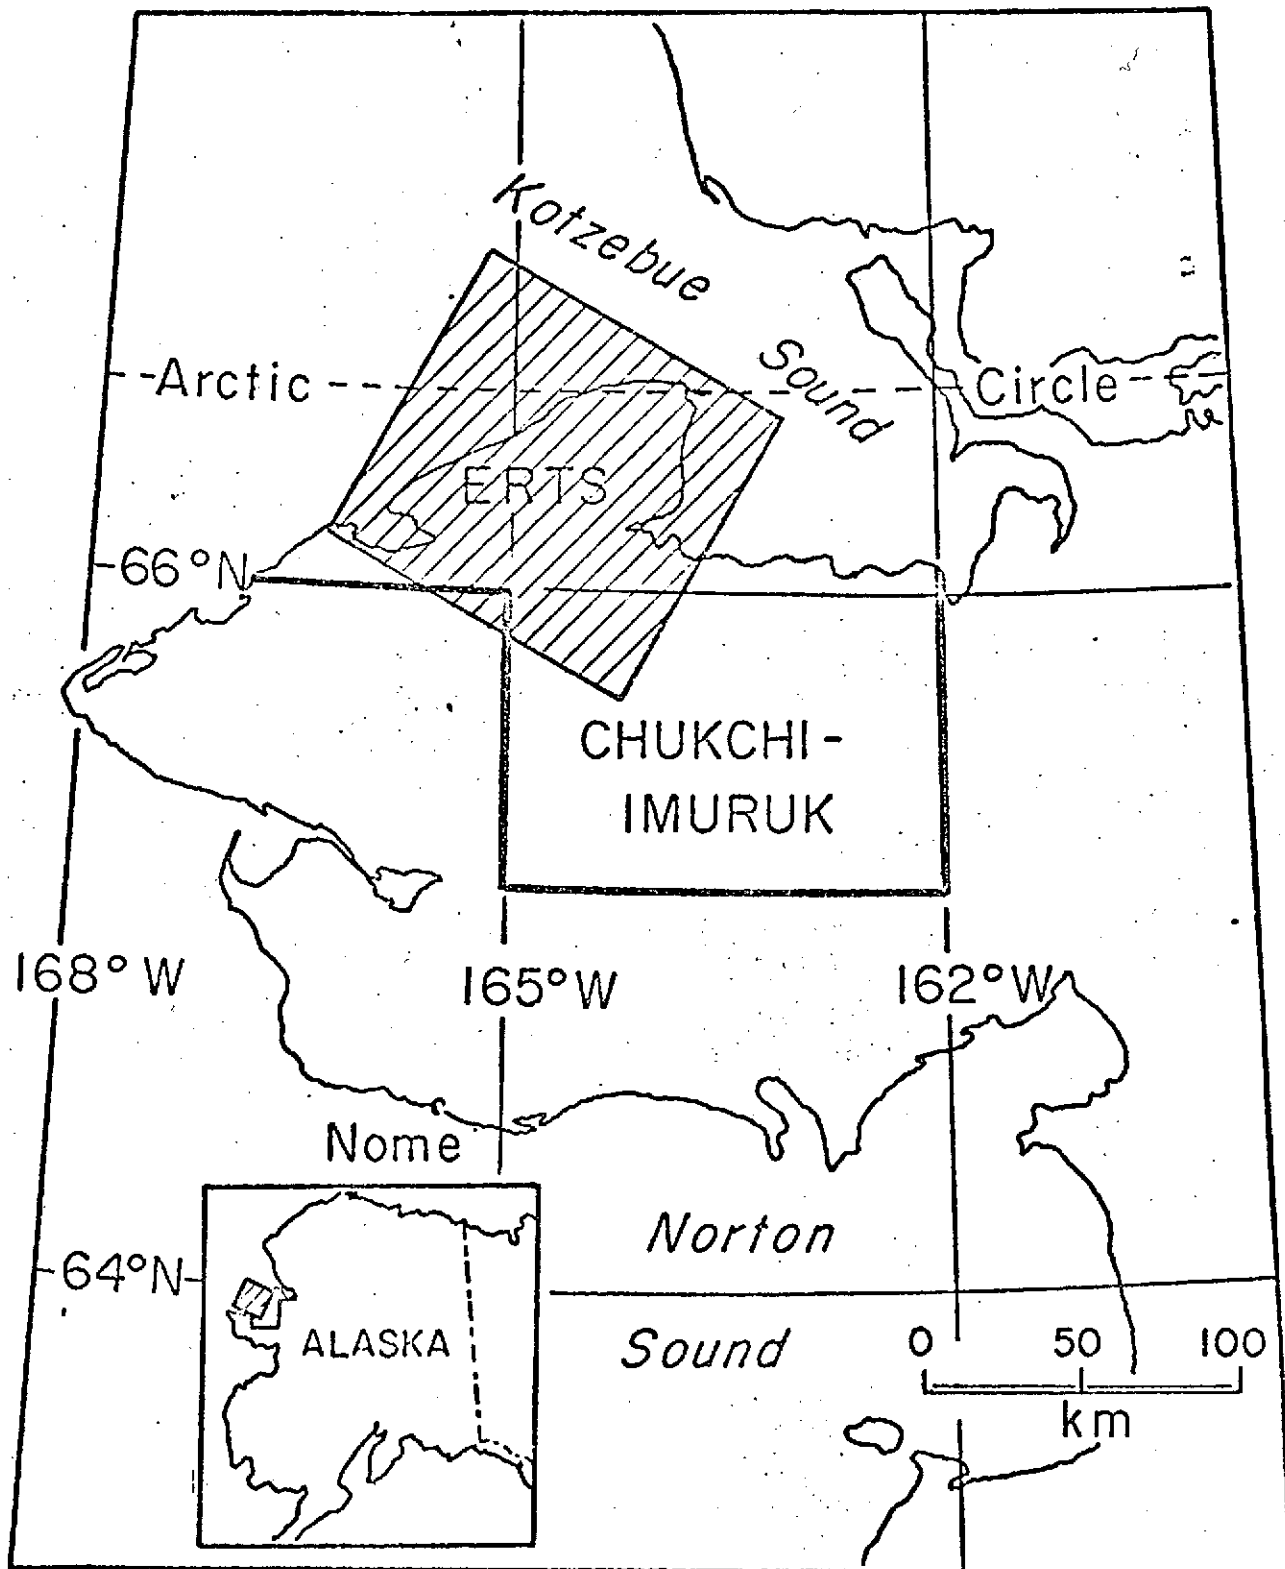 Kotzebue
Sound
Arctic
Circle
ERTS
66°N
CHUKCHI-
IMURUK
168°W
165°W
162°W
Nome
Norton
Sound
64°N
ALASKA
0 50 100
km